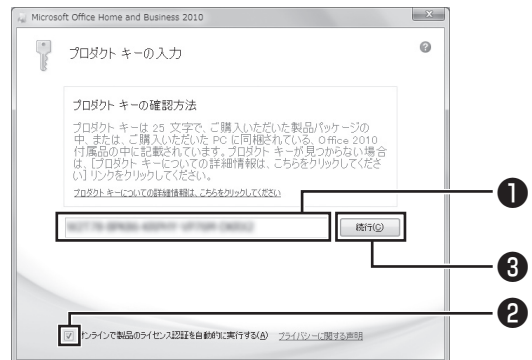 Microsoft Office Home and Business 2010
プロダクト キーの入力
プロダクト キーの確認方法
プロダクト キーは 25 文字で、ご購入いただいた製品パッケージの
中、または、ご購入いただいた PC に同梱されている、Office 2010
付属品の中に記載されています。プロダクト キーが見つからない場合
は、[プロダクト キーについての詳細情報は、こちらをクリックしてくださ
い] リンクをクリックしてください。
プロダクト キーについての詳細情報は、こちらをクリックしてください
❶
続行(C)
❸
❷
オンラインで製品のライセンス認証を自動的に実行する(A) プライバシーに関する声明